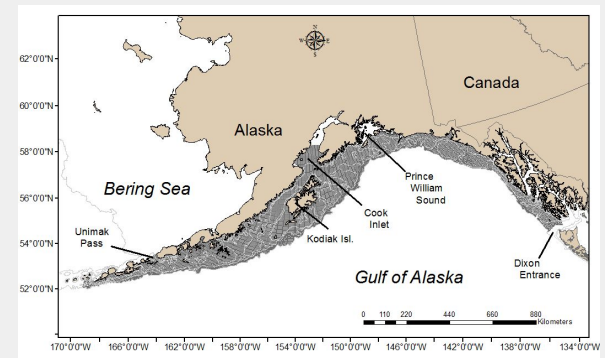 N
W
E
S
62°0'0"N
60°0'0"N
58°0'0"N
56°0'0"N
54°0'0"N
52°0'0"N
Canada
Alaska
Bering Sea
Prince
William
Sound
Cook
Inlet
Kodiak Isl.
Unimak
Pass
Dixon
Entrance
Gulf of Alaska
0 110 220 440 660 880
Kilometers
170°0'0"W 166°0'0"W 162°0'0"W 158°0'0"W 154°0'0"W 150°0'0"W 146°0'0"W 142°0'0"W 138°0'0"W 134°0'0"W